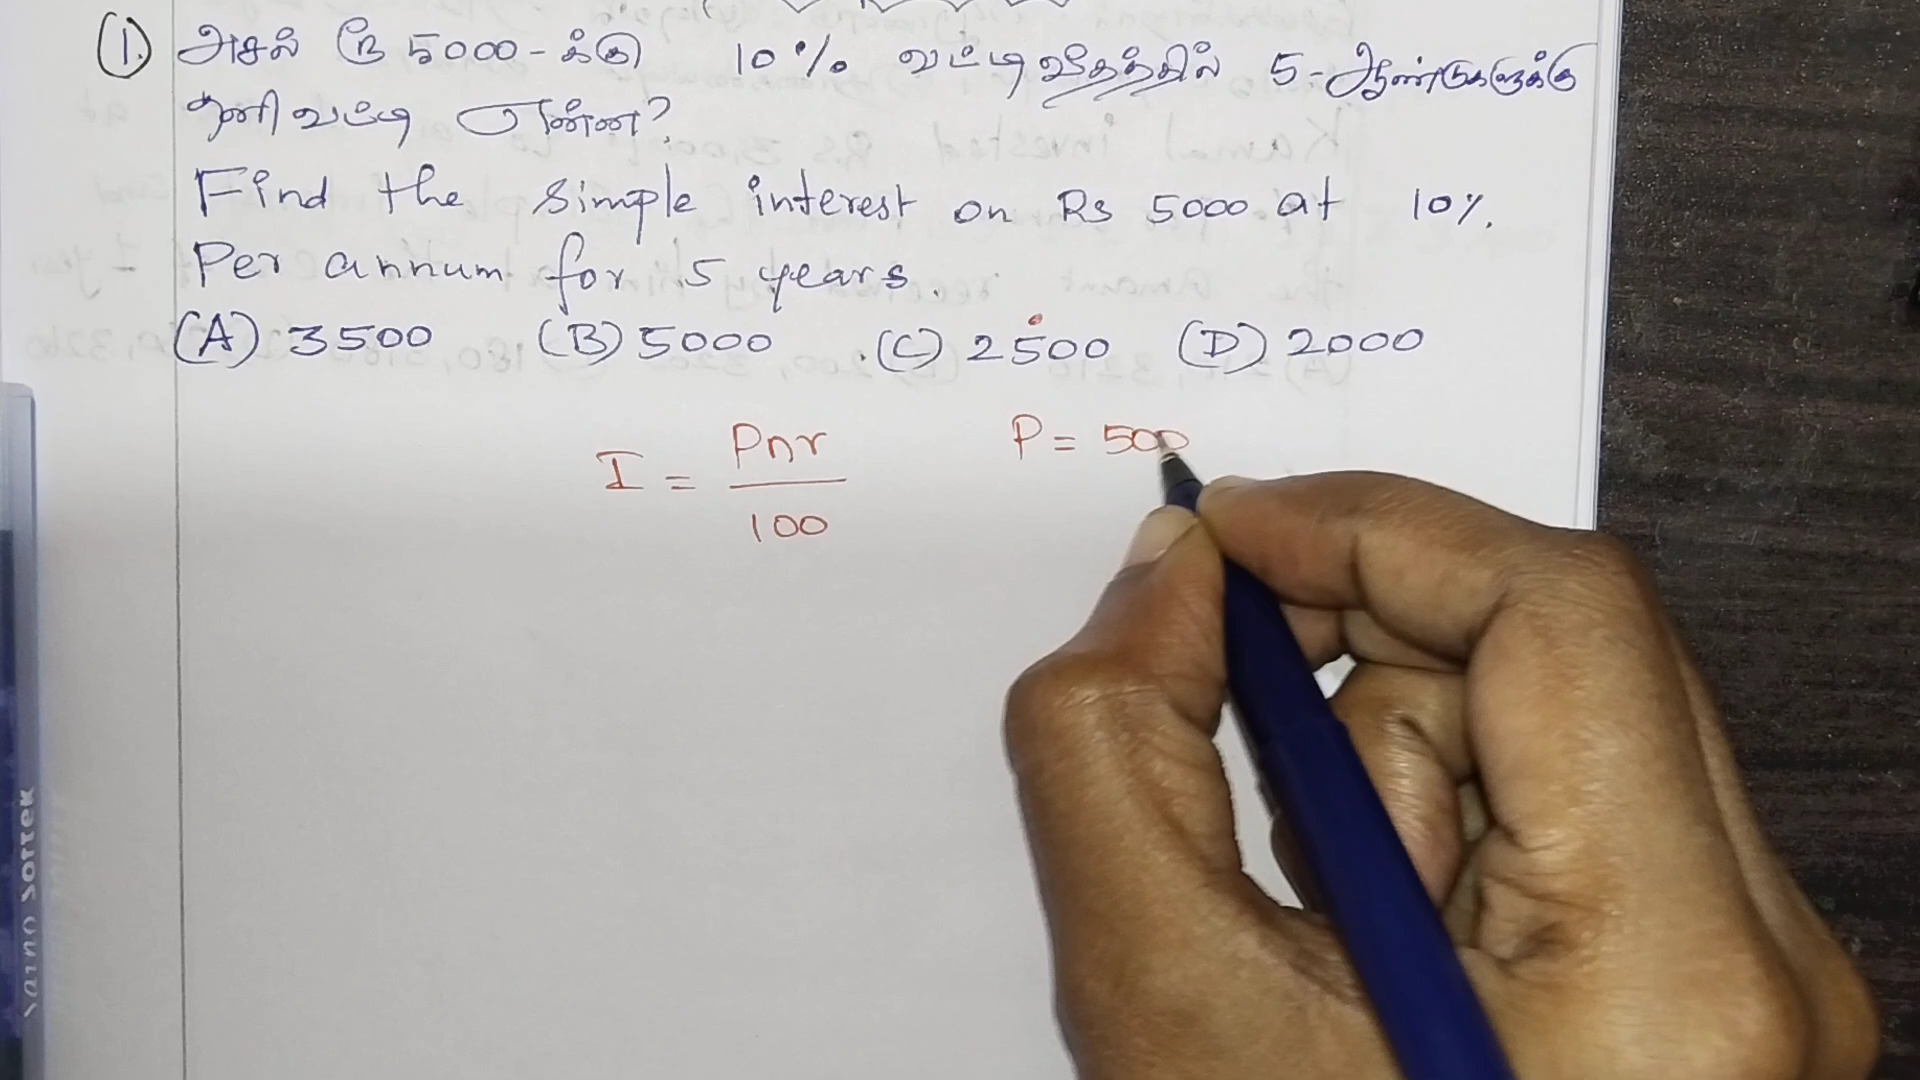 ① அசல் ரூ 5000-க்கு 10% வட்டி வீதத்தில் 5-ஆண்டுகளுக்கு
தனிவட்டி என்ன?
Find the simple interest on Rs 5000 at 10%.
Per annum for 5 years.
(A) 3500 (B) 5000 (C) 2500 (D) 2000
I = Pnr / 100
P = 500